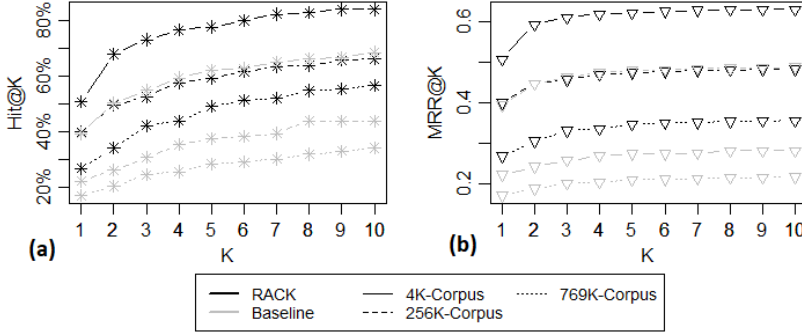 80%
60%
40%
20%
Hit@K
1 2 3 4 5 6 7 8 9 10
K
(a)
0.6
0.4
0.2
MRR@K
1 2 3 4 5 6 7 8 9 10
K
(b)
RACK 4K-Corpus 769K-Corpus
Baseline 256K-Corpus